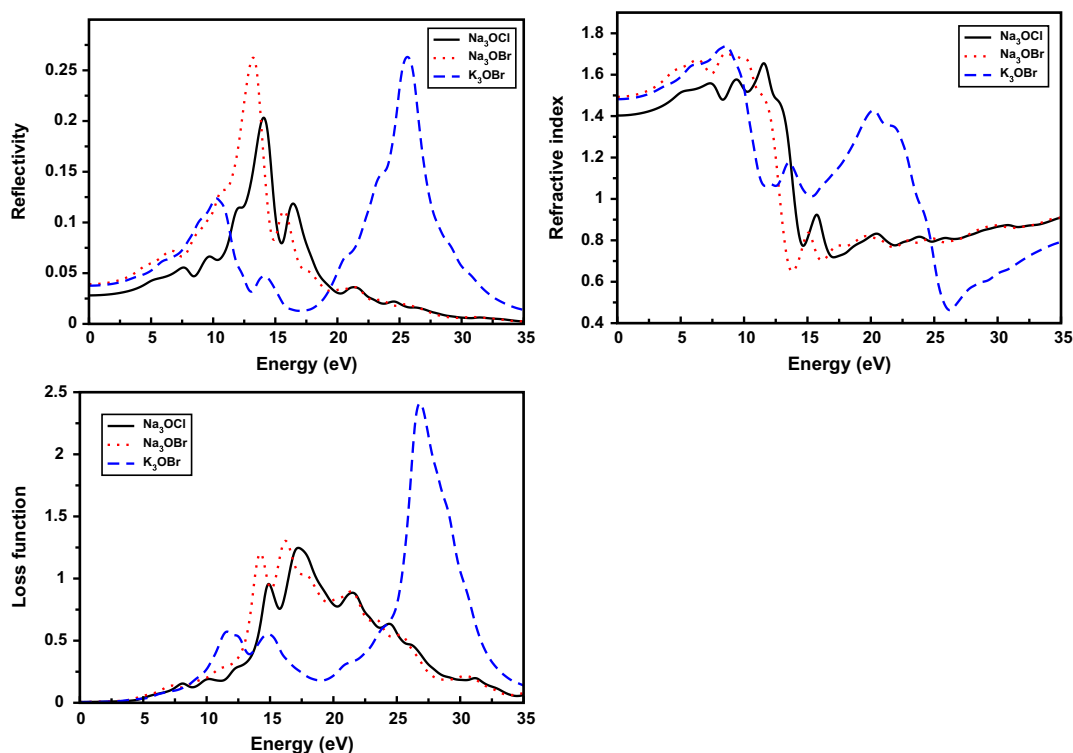 Reflectivity
0.25
0.2
0.15
0.1
0.05
0
0 5 10 15 20 25 30 35
Energy (eV)
Na₃OCl
Na₃OBr
K₃OBr
Refractive index
1.8
1.6
1.4
1.2
1
0.8
0.6
0.4
0 5 10 15 20 25 30 35
Energy (eV)
Na₃OCl
Na₃OBr
K₃OBr
Loss function
2.5
2
1.5
1
0.5
0
0 5 10 15 20 25 30 35
Energy (eV)
Na₃OCl
Na₃OBr
K₃OBr